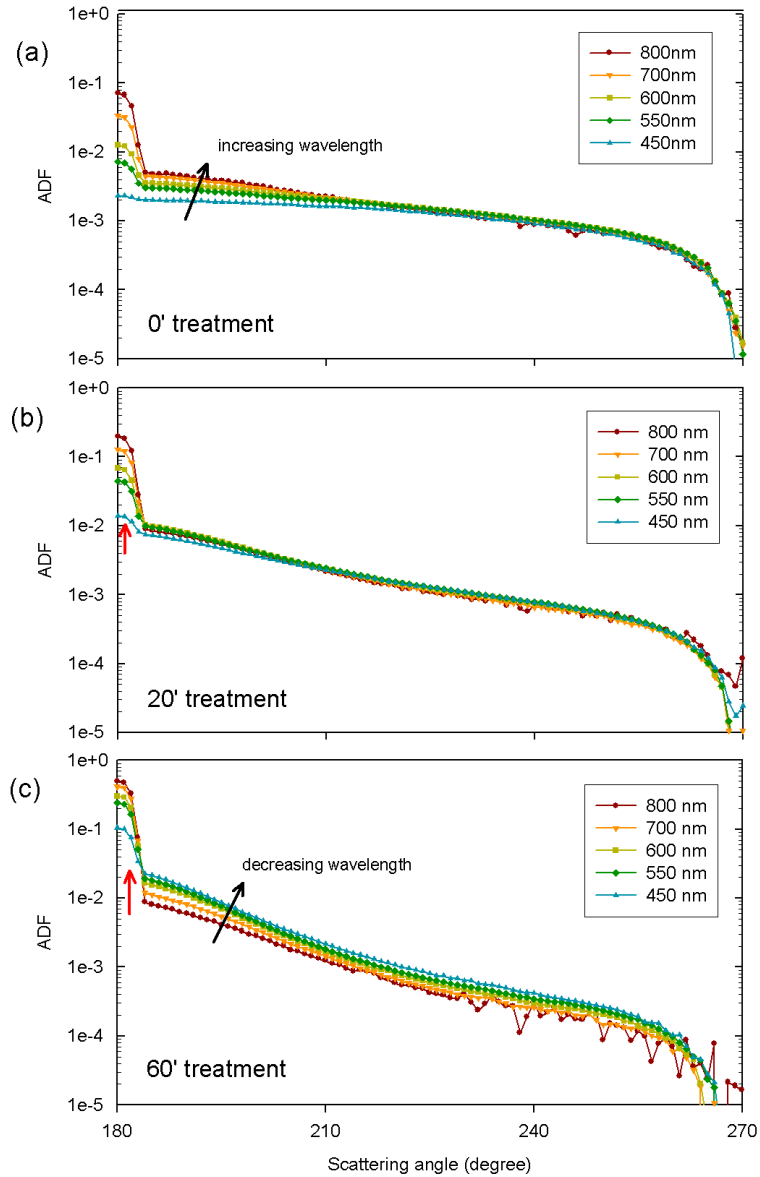 (a)
1e+0
1e-1
1e-2
1e-3
1e-4
1e-5
ADF
800nm
700nm
600nm
550nm
450nm
increasing wavelength
0' treatment
(b)
1e+0
1e-1
1e-2
1e-3
1e-4
1e-5
ADF
800 nm
700 nm
600 nm
550 nm
450 nm
20' treatment
(c)
1e+0
1e-1
1e-2
1e-3
1e-4
1e-5
ADF
800 nm
700 nm
600 nm
550 nm
450 nm
decreasing wavelength
60' treatment
180
210
240
270
Scattering angle (degree)